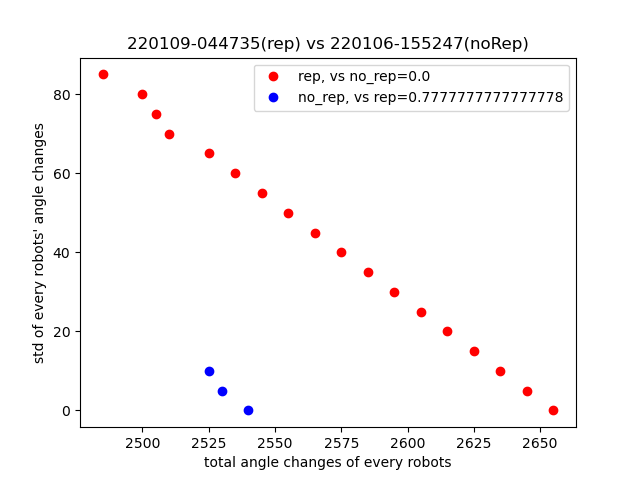 220109-044735(rep) vs 220106-155247(noRep)
rep, vs no_rep=0.0
no_rep, vs rep=0.7777777777777778
std of every robots' angle changes
80
60
40
20
0
2500 2525 2550 2575 2600 2625 2650
total angle changes of every robots